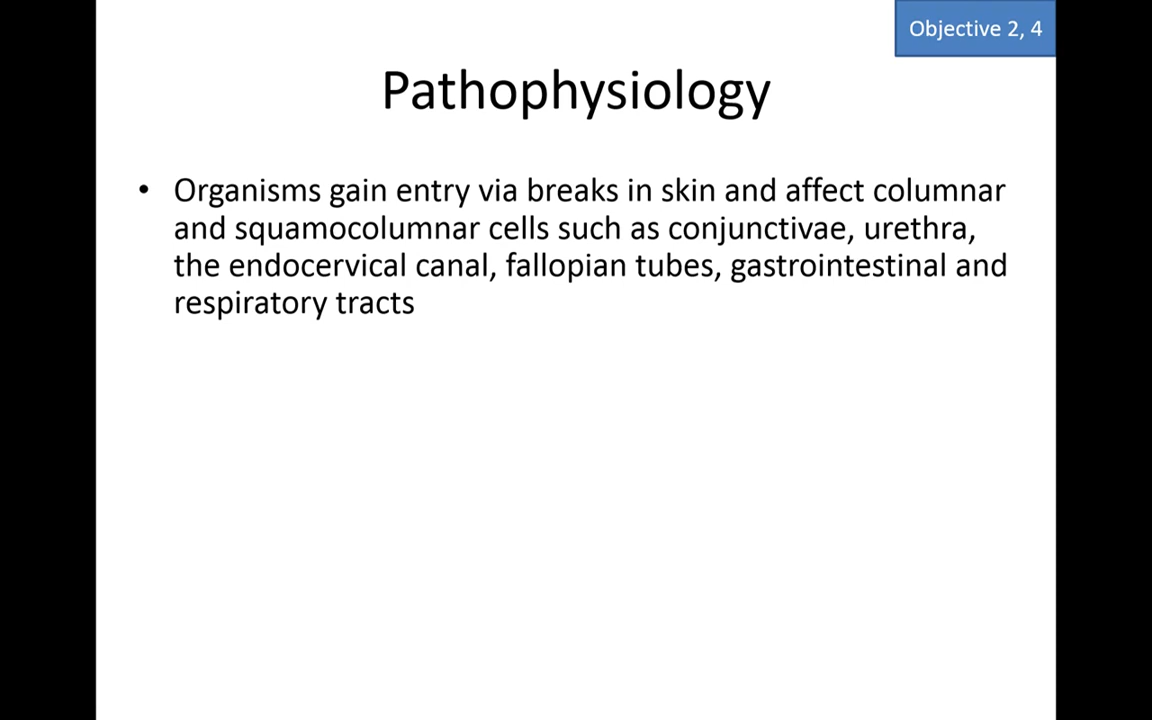 Objective 2, 4
Pathophysiology
• Organisms gain entry via breaks in skin and affect columnar
and squamocolumnar cells such as conjunctivae, urethra,
the endocervical canal, fallopian tubes, gastrointestinal and
respiratory tracts